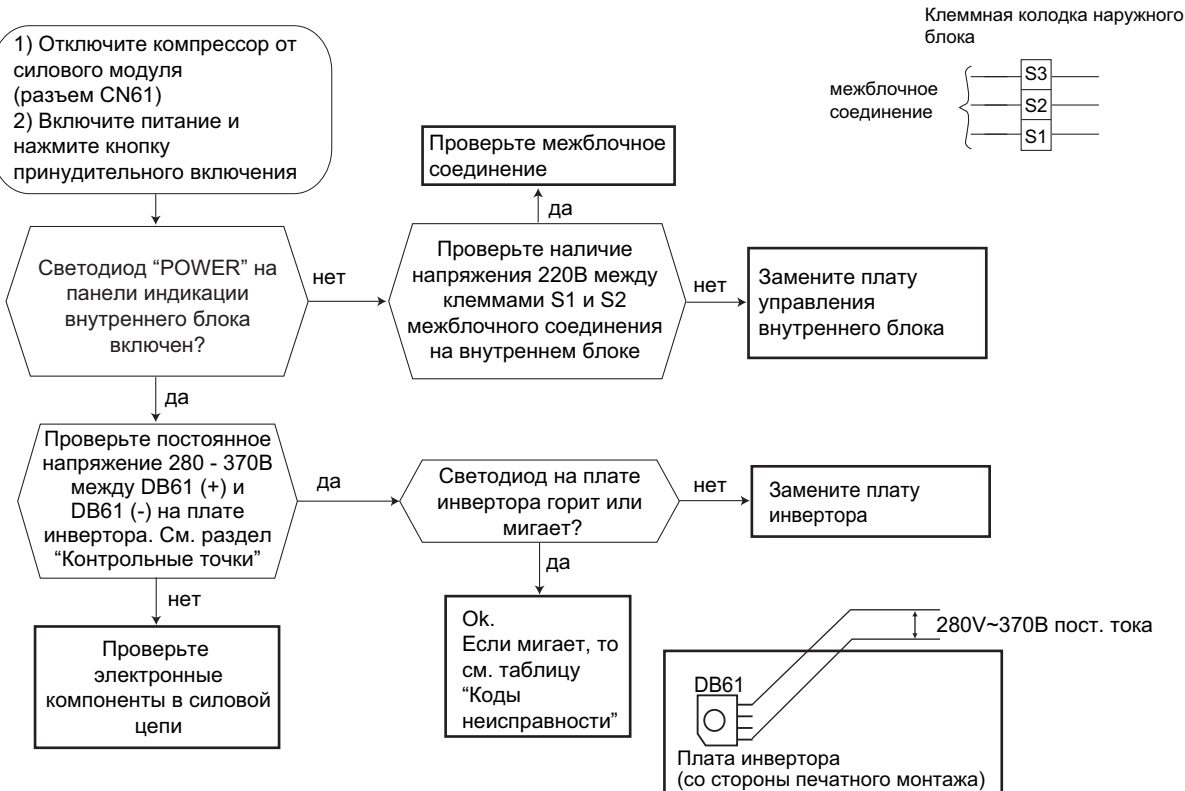 Клеммная колодка наружного
блока
S3
S2
S1
межблочное
соединение
1) Отключите компрессор от
силового модуля
(разъем CN61)
2) Включите питание и
нажмите кнопку
принудительного включения
Проверьте межблочное
соединение
да
Светодиод “POWER” на
панели индикации
внутреннего блока
включен?
нет
Проверьте наличие
напряжения 220В между
клеммами S1 и S2
межблочного соединения
на внутреннем блоке
нет
Замените плату
управления
внутреннего блока
да
Проверьте постоянное
напряжение 280 - 370В
между DB61 (+) и
DB61 (-) на плате
инвертора. См. раздел
“Контрольные точки”
да
Светодиод на плате
инвертора горит или
мигает?
нет
Замените плату
инвертора
нет
да
Проверьте
электронные
компоненты в силовой
цепи
Ok.
Если мигает, то
см. таблицу
“Коды
неисправности”
280V~370В пост. тока
DB61
Плата инвертора
(со стороны печатного монтажа)